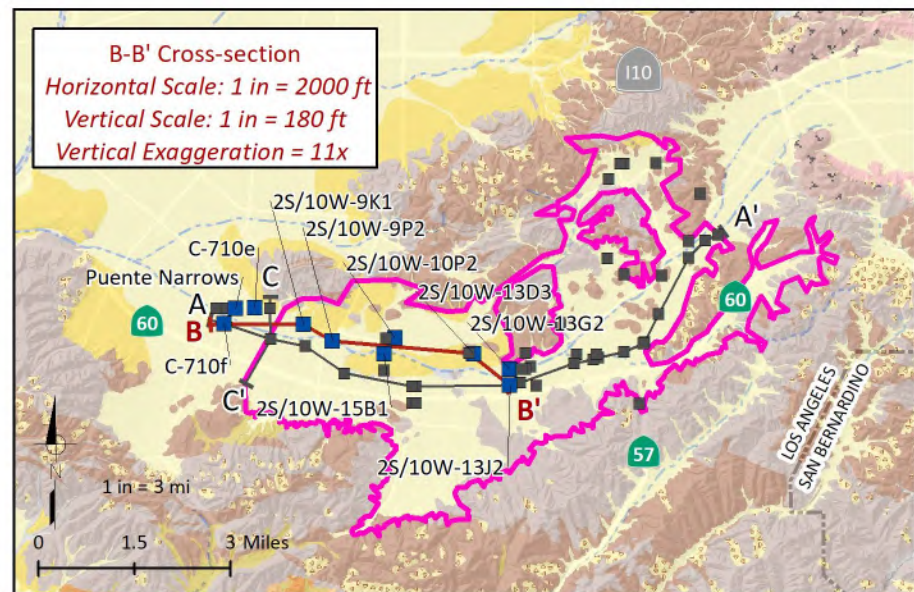 B-B' Cross-section
Horizontal Scale: 1 in = 2000 ft
Vertical Scale: 1 in = 180 ft
Vertical Exaggeration = 11x
I10
2S/10W-9K1
2S/10W-9P2
C-710e
C
2S/10W-10P2
A'
Puente Narrows
2S/10W-13D3
60
A
60
B
2S/10W-13G2
C-710f
C'
2S/10W-15B1
B'
LOS ANGELES
SAN BERNARDINO
2S/10W-13J2
57
N
1 in = 3 mi
0 1.5 3 Miles